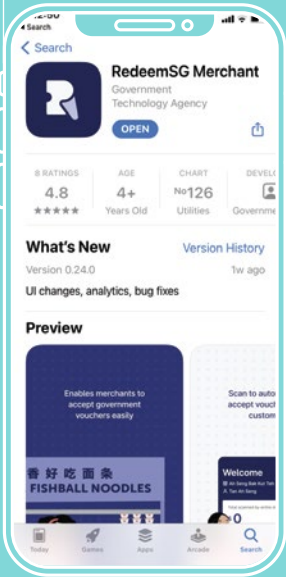 Search
Search
RedeemSG Merchant
Government
Technology Agency
OPEN
8 RATINGS
AGE
CHART
4.8
4+
No126
★★★★★
Years Old
Utilities
What's New
Version History
Version 0.24.0
1w ago
UI changes, analytics, bug fixes
Preview
Enables merchants to
accept government
vouchers easily
香好吃面条
FISHBALL NOODLES
Scan to
accept
Welcome
Today
Games
Apps
Arcade
Search